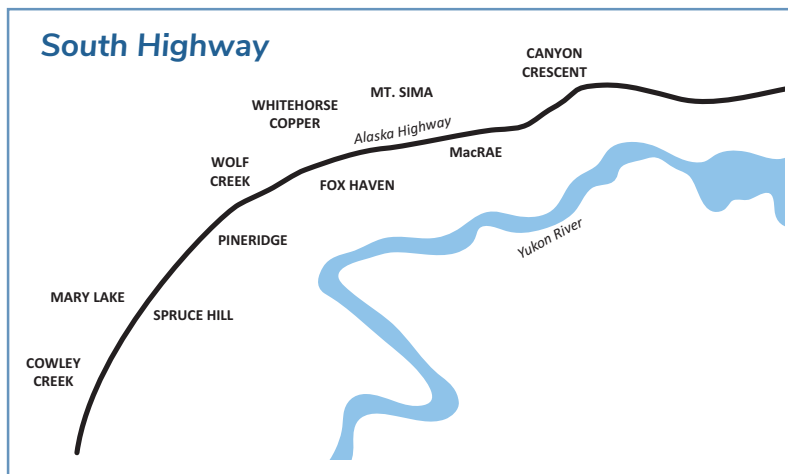 South Highway
CANYON
CRESCENT
MT. SIMA
WHITEHORSE
COPPER
Alaska Highway
MacRAE
WOLF
CREEK
FOX HAVEN
PINERIDGE
Yukon River
MARY LAKE
SPRUCE HILL
COWLEY
CREEK